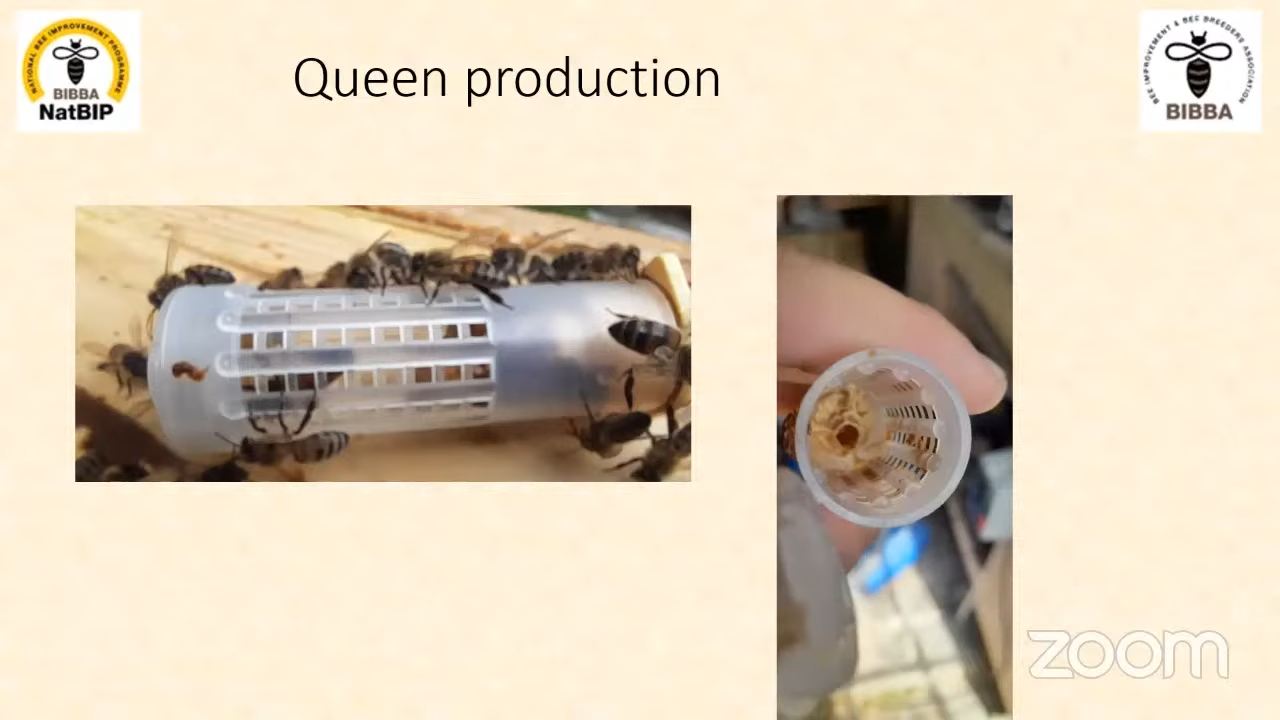 NATIONAL BEE IMPROVEMENT PROGRAMME
BIBBA
NatBIP
Queen production
BEE IMPROVEMENT & BEE BREEDERS ASSOCIATION
BIBBA
zoom